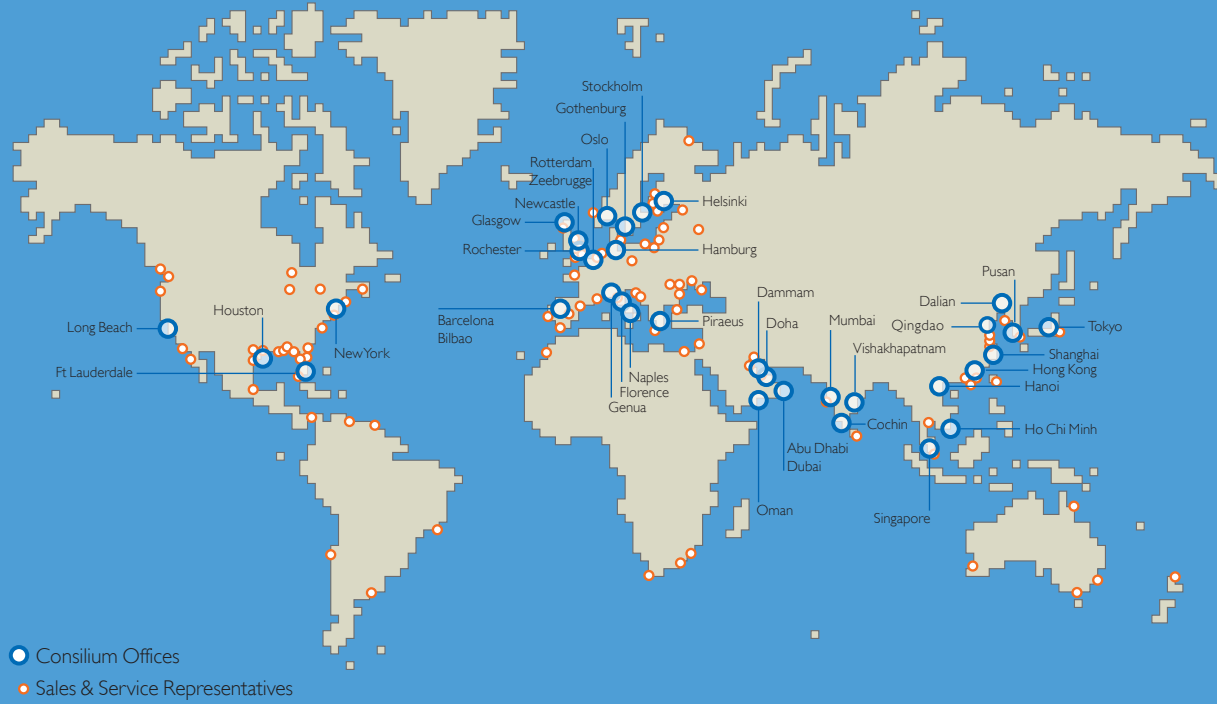 Stockholm
Gothenburg
Oslo
Rotterdam
Zeebrugge
Newcastle
Glasgow
Rochester
Helsinki
Hamburg
Houston
Long Beach
New York
Ft Lauderdale
Barcelona
Bilbao
Piraeus
Naples
Florence
Genua
Dammam
Doha
Mumbai
Vishakhapatnam
Cochin
Abu Dhabi
Dubai
Oman
Pusan
Dalian
Qingdao
Tokyo
Shanghai
Hong Kong
Hanoi
Ho Chi Minh
Singapore
Consilium Offices
Sales & Service Representatives